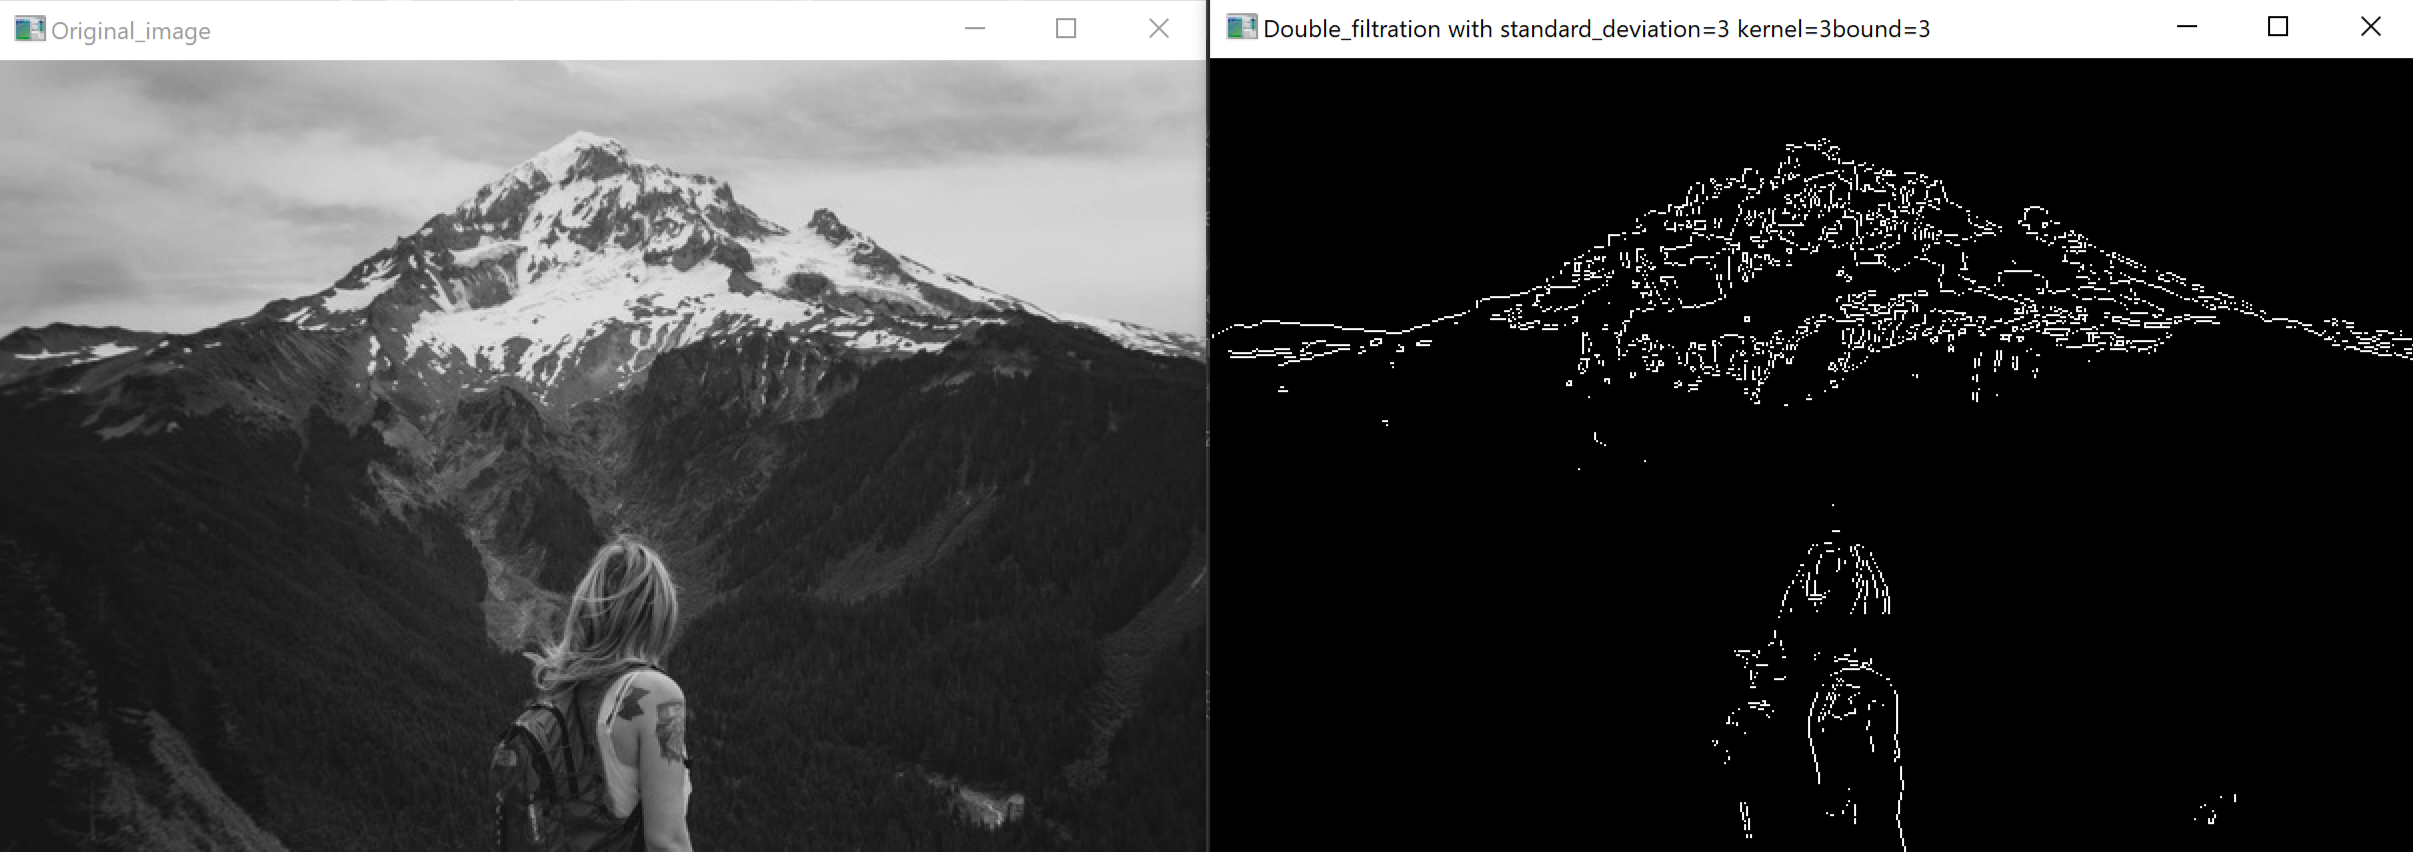 Original_image
Double_filtration with standard_deviation=3 kernel=3bound=3